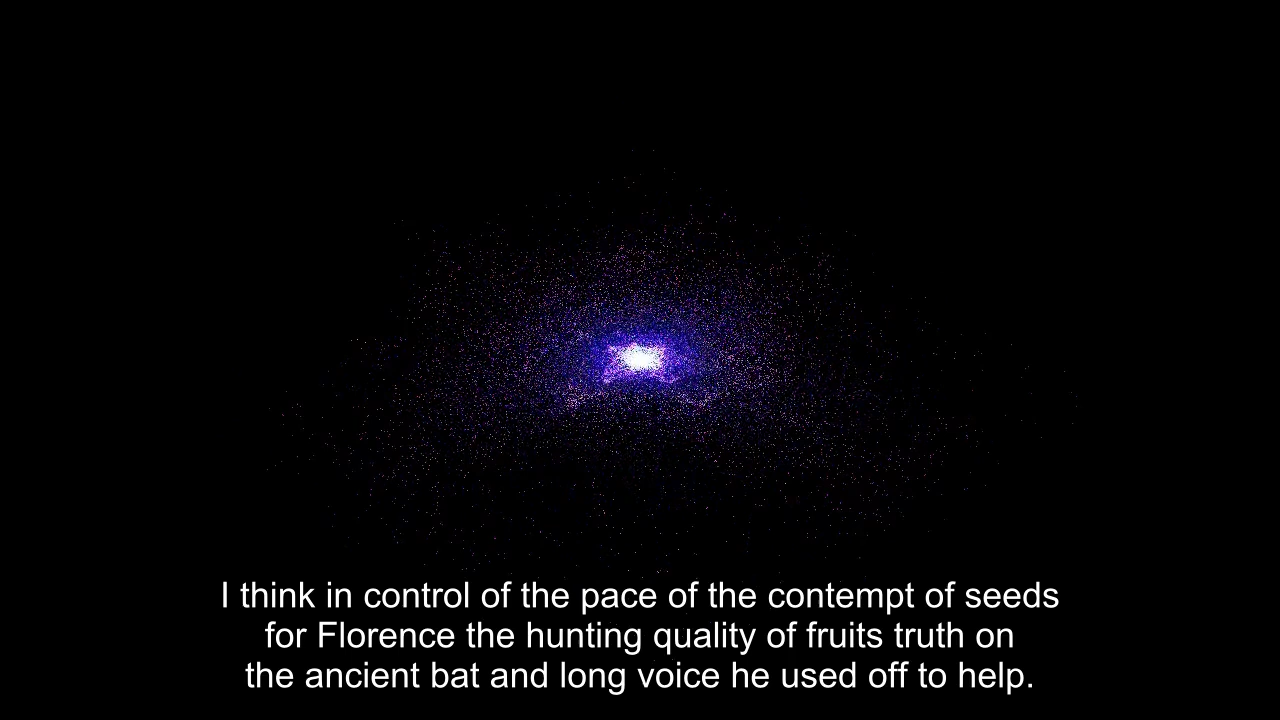 I think in control of the pace of the contempt of seeds
for Florence the hunting quality of fruits truth on
the ancient bat and long voice he used off to help.